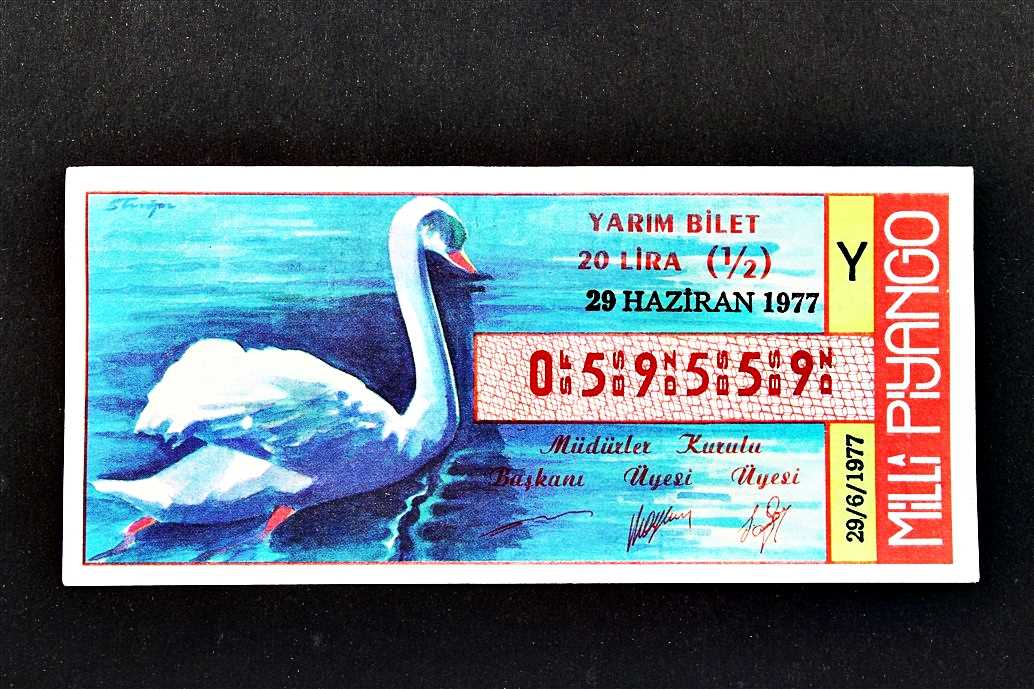 YARIM BİLET
20 LİRA (1/2)
29 HAZİRAN 1977
Y
059559
Müdürler Kurulu
Başkanı Üyesi Üyesi
29/6/1977
MİLLİ PİYANGO